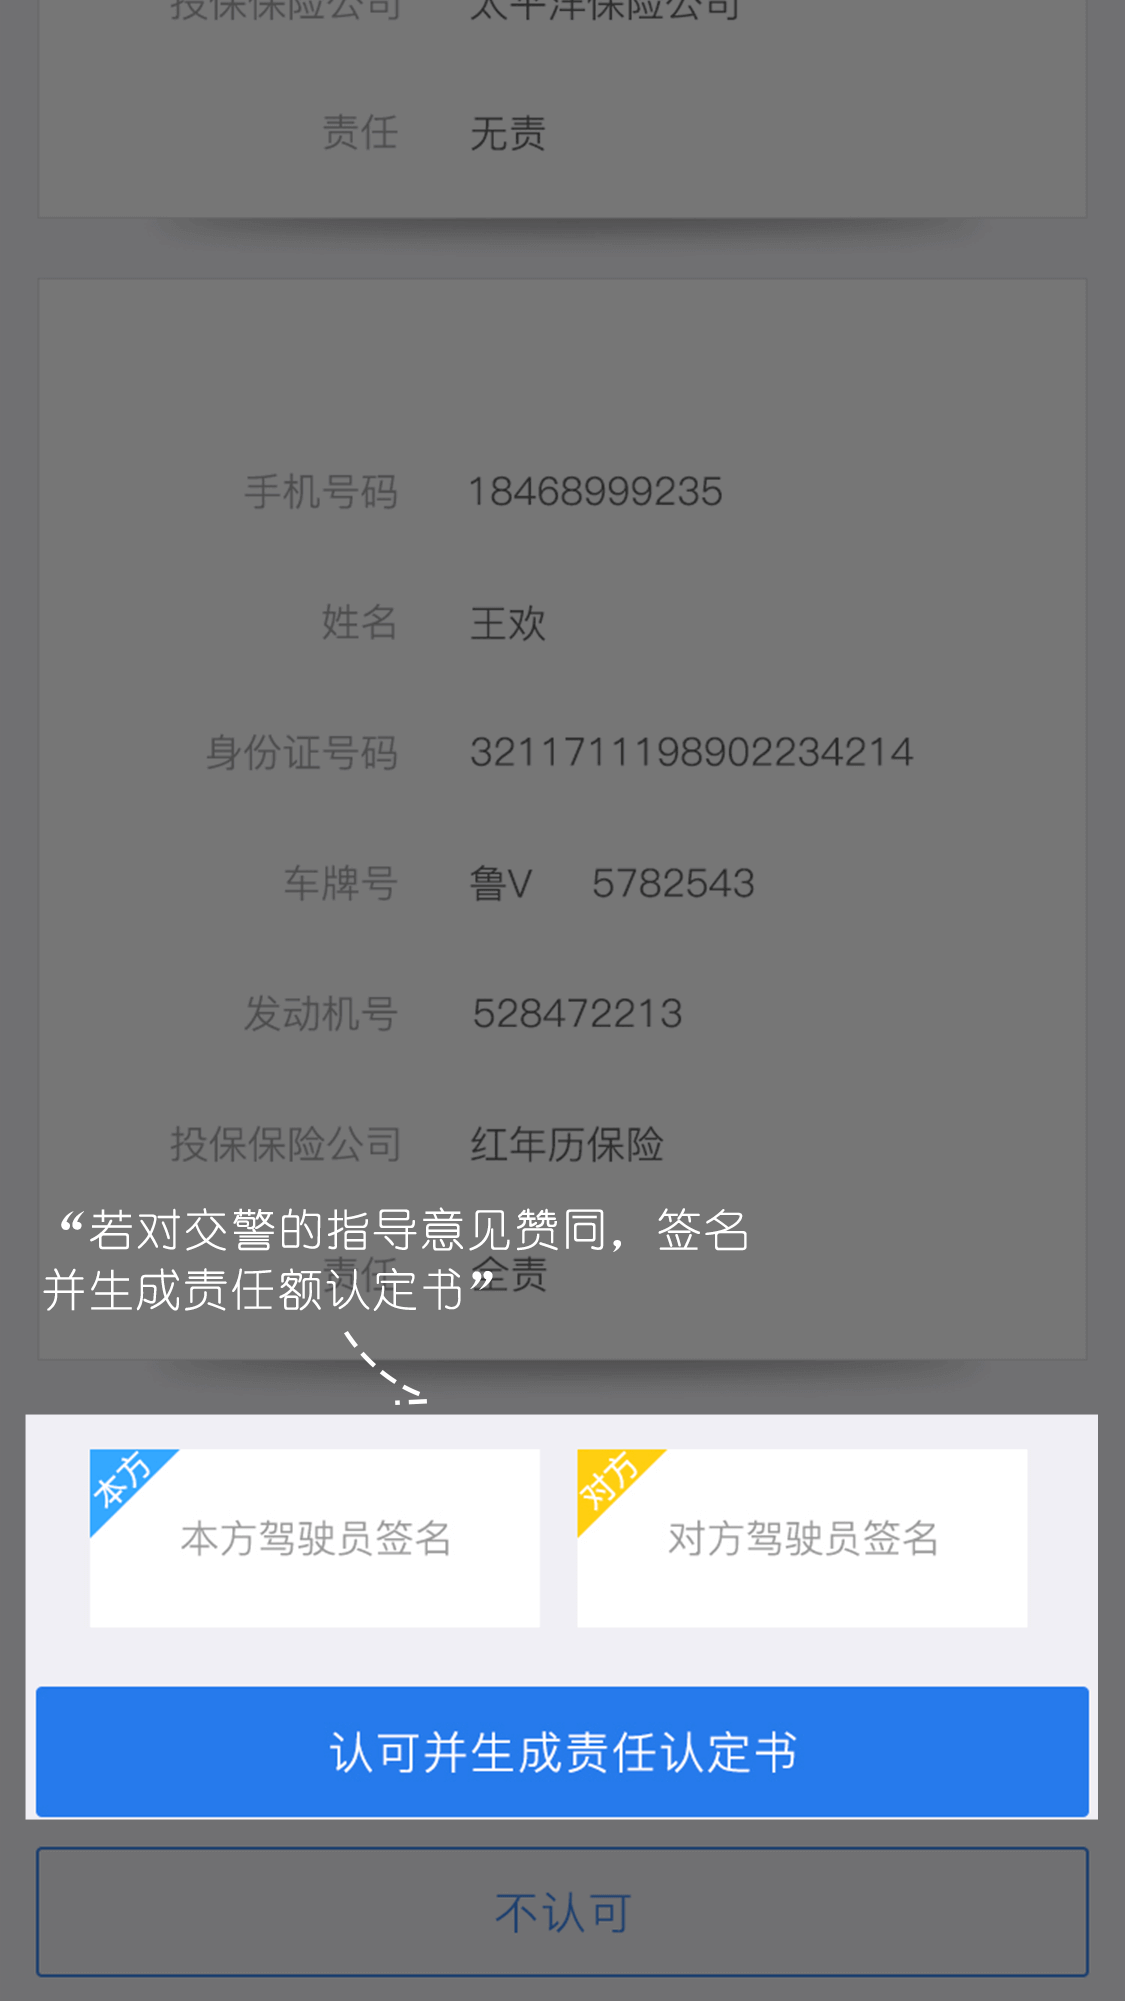 投保保险公司 太平洋保险公司
责任 无责
手机号码 18468999235
姓名 王欢
身份证号码 3211711198902234214
车牌号 鲁V 5782543
发动机号 528472213
投保保险公司 红年历保险
“若对交警的指导意见赞同，签名
并生成责任额认定书”
责任 全责
本方
本方驾驶员签名
对方
对方驾驶员签名
认可并生成责任认定书
不认可